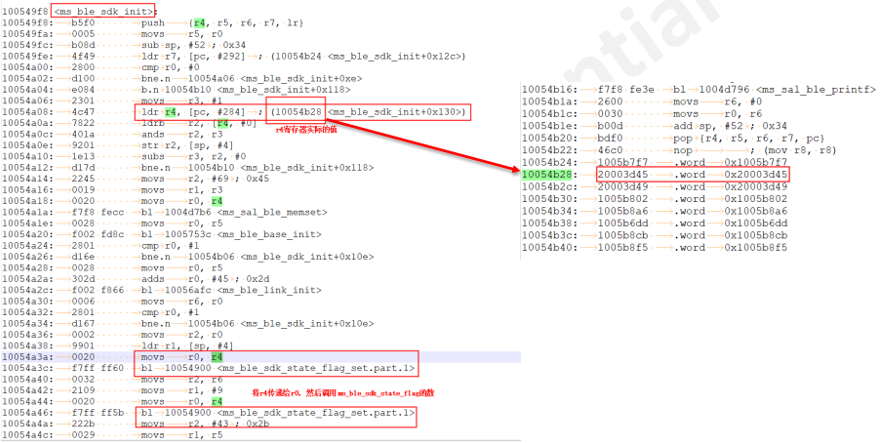 100549f8 <ms_ble_sdk_init>:
100549f8: b5f0 push {r4, r5, r6, r7, lr}
100549fa: 0005 movs r5, r0
100549fc: b08d sub sp, #52 ; 0x34
100549fe: 4f49 ldr r7, [pc, #292] ; (10054b24 <ms_ble_sdk_init+0x12c>)
10054a00: 2800 cmp r0, #0
10054a02: d100 bne.n 10054a06 <ms_ble_sdk_init+0xe>
10054a04: e084 b.n 10054b10 <ms_ble_sdk_init+0x118>
10054a06: 2301 movs r3, #1
10054a08: 4c47 ldr r4, [pc, #284] ; (10054b28 <ms_ble_sdk_init+0x130>)
10054a0a: 7822 ldrb r2, [r4, #0]
10054a0c: 401a ands r2, r3
10054a0e: 9201 str r2, [sp, #4]
10054a10: 1e13 subs r3, r2, #0
10054a12: d17d bne.n 10054b10 <ms_ble_sdk_init+0x118>
10054a14: 2245 movs r2, #69 ; 0x45
10054a16: 0019 movs r1, r3
10054a18: 0020 movs r0, r4
10054a1a: f7f8 fecc bl 1004d7b6 <ms_sal_ble_memset>
10054a1e: 0028 movs r0, r5
10054a20: f002 fd8c bl 1005753c <ms_ble_base_init>
10054a24: 2801 cmp r0, #1
10054a26: d16e bne.n 10054b06 <ms_ble_sdk_init+0x10e>
10054a28: 0028 movs r0, r5
10054a2a: 302d adds r0, #45 ; 0x2d
10054a2c: f002 f866 bl 10056afc <ms_ble_link_init>
10054a30: 0006 movs r6, r0
10054a32: 2801 cmp r0, #1
10054a34: d167 bne.n 10054b06 <ms_ble_sdk_init+0x10e>
10054a36: 0002 movs r2, r0
10054a38: 9901 ldr r1, [sp, #4]
10054a3a: 0020 movs r0, r4
10054a3c: f7ff ff60 bl 10054900 <ms_ble_sdk_state_flag_set.part.1>
10054a40: 0032 movs r2, r6
10054a42: 2109 movs r1, #9
10054a44: 0020 movs r0, r4
10054a46: f7ff ff5b bl 10054900 <ms_ble_sdk_state_flag_set.part.1>
10054a4a: 222b movs r2, #43 ; 0x2b
10054a4c: 0029 movs r1, r5
r4寄存器实际的值
将r4传递给r0, 然后调用ms_ble_sdk_state_flag的数
10054b16: f7f8 fe3e bl 1004d796 <ms_sal_ble_printf>
10054b1a: 2600 movs r6, #0
10054b1c: 0030 movs r0, r6
10054b1e: b00d add sp, #52 ; 0x34
10054b20: bdf0 pop {r4, r5, r6, r7, pc}
10054b22: 46c0 nop ; (mov r8, r8)
10054b24: 1005b7f7 .word 0x1005b7f7
10054b28: 20003d45 .word 0x20003d45
10054b2c: 20003d49 .word 0x20003d49
10054b30: 1005b802 .word 0x1005b802
10054b34: 1005b8a6 .word 0x1005b8a6
10054b38: 1005b6dd .word 0x1005b6dd
10054b3c: 1005b8cb .word 0x1005b8cb
10054b40: 1005b8f5 .word 0x1005b8f5